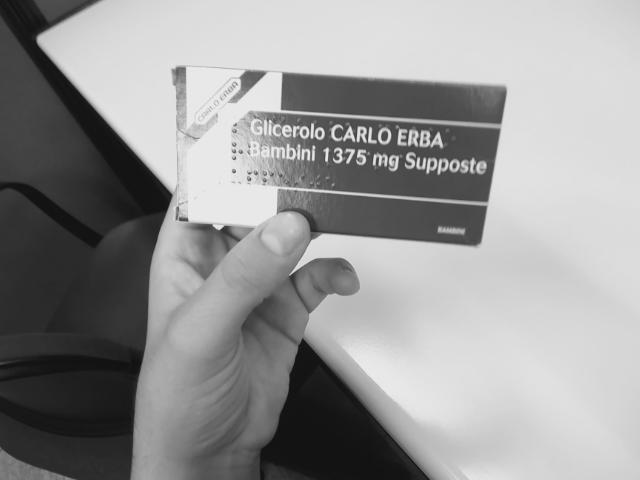 CARLO ERBA
Glicerolo CARLO ERBA
Bambini 1375 mg Supposte
BAMBINI